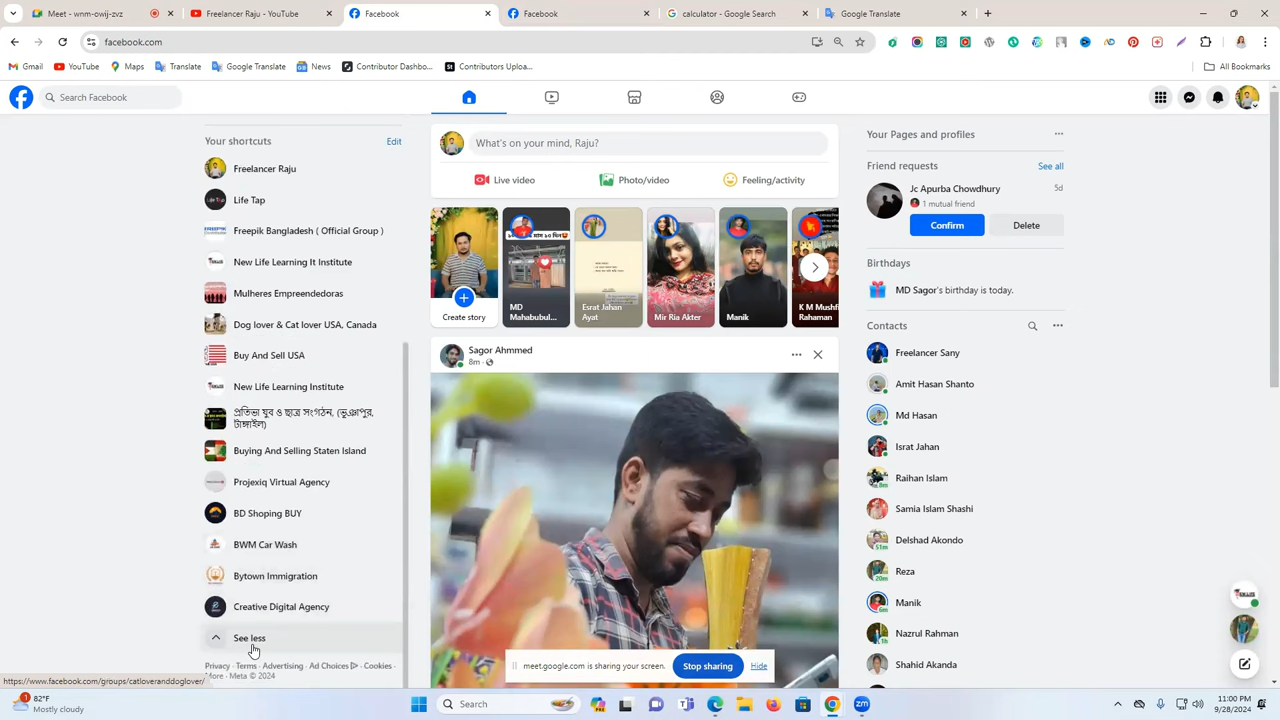 Meet - wnm-owij-zvz
Freelancer Raju - YouTube
Facebook
Facebook
calculator - Google Search
Google Translate
facebook.com
Gmail
YouTube
Maps
Translate
Google Translate
News
Contributor Dashbo...
Contributors Uploa...
All Bookmarks
Search Facebook
Your shortcuts
Edit
Freelancer Raju
Life Tap
Freepik Bangladesh ( Official Group )
New Life Learning It Institute
Mulheres Empreendedoras
Dog lover & Cat lover USA, Canada
Buy And Sell USA
New Life Learning Institute
প্রতিভা যুব ও ছাত্র সংগঠন, (ভূঞাপুর,
টাঙ্গাইল)
Buying And Selling Staten Island
Projexiq Virtual Agency
BD Shoping BUY
BWM Car Wash
Bytown Immigration
Creative Digital Agency
See less
Privacy · Terms · Advertising · Ad Choices · Cookies ·
More · Meta © 2024
https://www.facebook.com/groups/catloveranddoglover/
What's on your mind, Raju?
Live video
Photo/video
Feeling/activity
Create story
MD
Mahabubul...
Esrat Jahan
Ayat
Mir Ria Akter
Manik
K M Mushfi
Rahaman
Sagor Ahmmed
8m ·
meet.google.com is sharing your screen.
Stop sharing
Hide
Your Pages and profiles
Friend requests
See all
Jc Apurba Chowdhury
5d
1 mutual friend
Confirm
Delete
Birthdays
MD Sagor's birthday is today.
Contacts
Freelancer Sany
Amit Hasan Shanto
Md Hasan
Israt Jahan
Raihan Islam
8m
Samia Islam Shashi
Delshad Akondo
51m
Reza
20m
Manik
Nazrul Rahman
1h
Shahid Akanda
1
82°F
Mostly cloudy
Search
zm
11:00 PM
9/28/2024